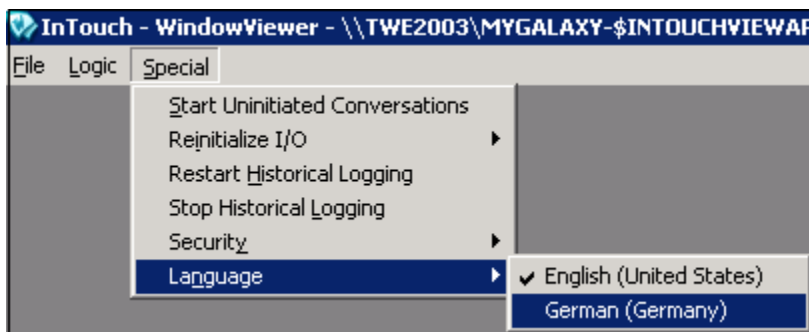 InTouch - WindowViewer - \\TWE2003\MYGALAXY-$INTOUCHVIEWAP
File Logic Special
Start Uninitiated Conversations
Reinitialize I/O
Restart Historical Logging
Stop Historical Logging
Security
Language
English (United States)
German (Germany)